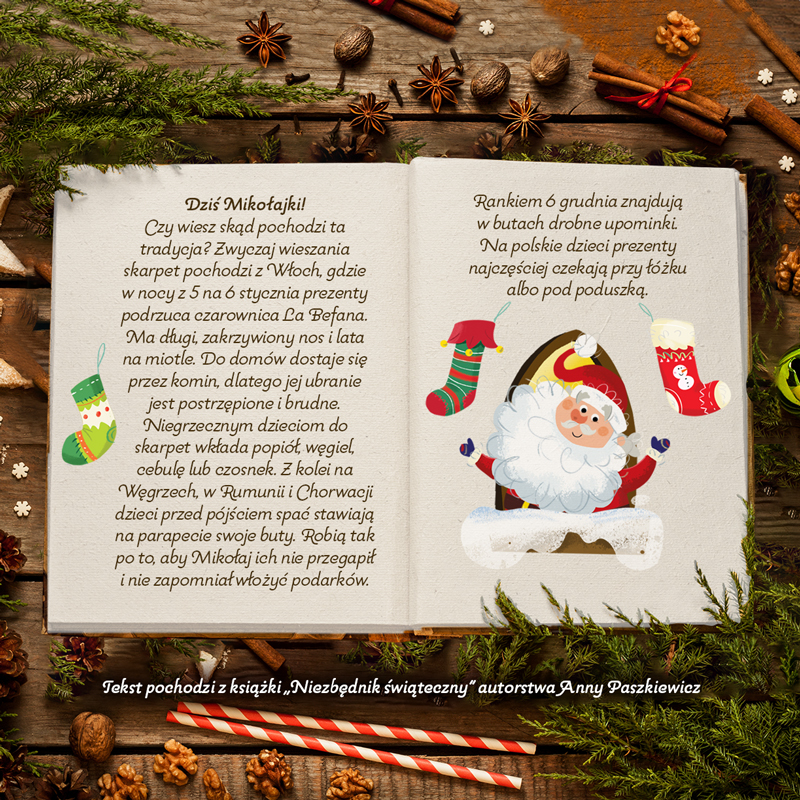 Dziś Mikołajki!
Czy wiesz skąd pochodzi ta
tradycja? Zwyczaj wieszania
skarpet pochodzi z Włoch, gdzie
w nocy z 5 na 6 stycznia prezenty
podrzuca czarownica La Befana.
Ma długi, zakrzywiony nos i lata
na miotle. Do domów dostaje się
przez komin, dlatego jej ubranie
jest postrzępione i brudne.
Niegrzecznym dzieciom do
skarpet wkłada popiół, węgiel,
cebulę lub czosnek. Z kolei na
Węgrzech, w Rumunii i Chorwacji
dzieci przed pójściem spać stawiają
na parapecie swoje buty. Robią tak
po to, aby Mikołaj ich nie przegapił
i nie zapomniał włożyć podarków.
Rankiem 6 grudnia znajdują
w butach drobne upominki.
Na polskie dzieci prezenty
najczęściej czekają przy łóżku
albo pod poduszką.
Tekst pochodzi z książki „Niezbędnik świąteczny” autorstwa Anny Paszkiewicz